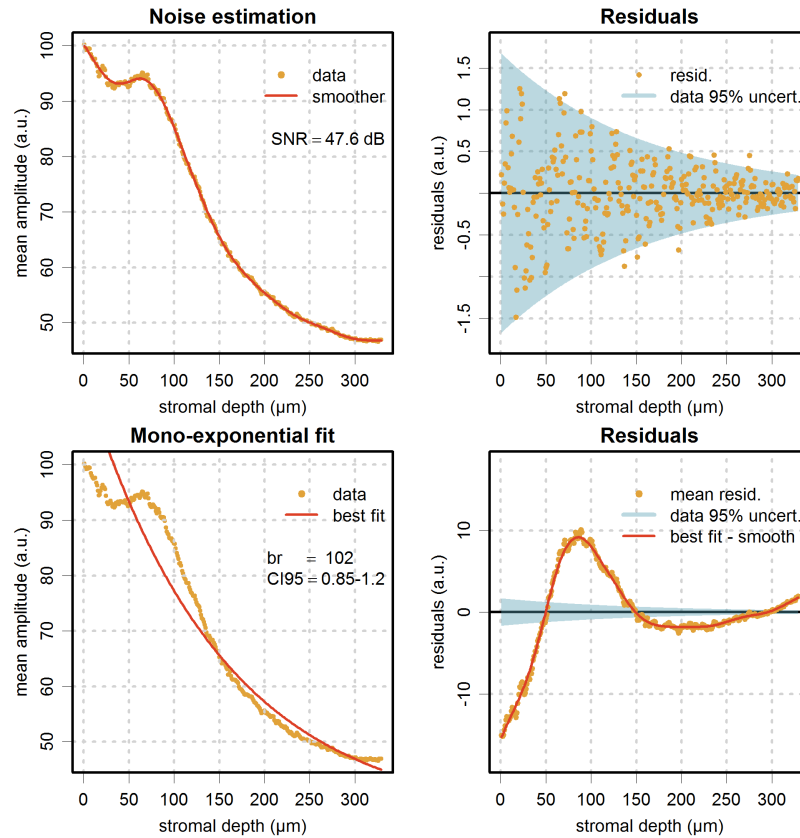 Noise estimation
mean amplitude (a.u.)
100
90
80
70
60
50
data
smoother
SNR = 47.6 dB
0 50 100 150 200 250 300
stromal depth (µm)
Residuals
residuals (a.u.)
1.5
1.0
0.5
-0.5
-1.5
resid.
data 95% uncert.
0 50 100 150 200 250 300
stromal depth (µm)
Mono-exponential fit
mean amplitude (a.u.)
100
90
80
70
60
50
data
best fit
br = 102
CI95 = 0.85-1.2
0 50 100 150 200 250 300
stromal depth (µm)
Residuals
residuals (a.u.)
10
0
-10
mean resid.
data 95% uncert.
best fit - smooth
0 50 100 150 200 250 300
stromal depth (µm)